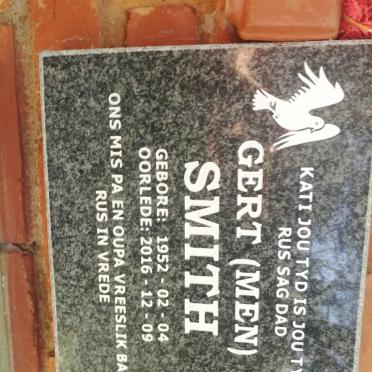 KATI JOU TYD IS JOU TY
RUS SAG DAD
GERT (MEN)
SMITH
GEBORE: 1952 - 02 - 04
OORLEDE: 2016 - 12 - 09
ONS MIS PA EN OUPA VREESLIK BA
RUS IN VREDE